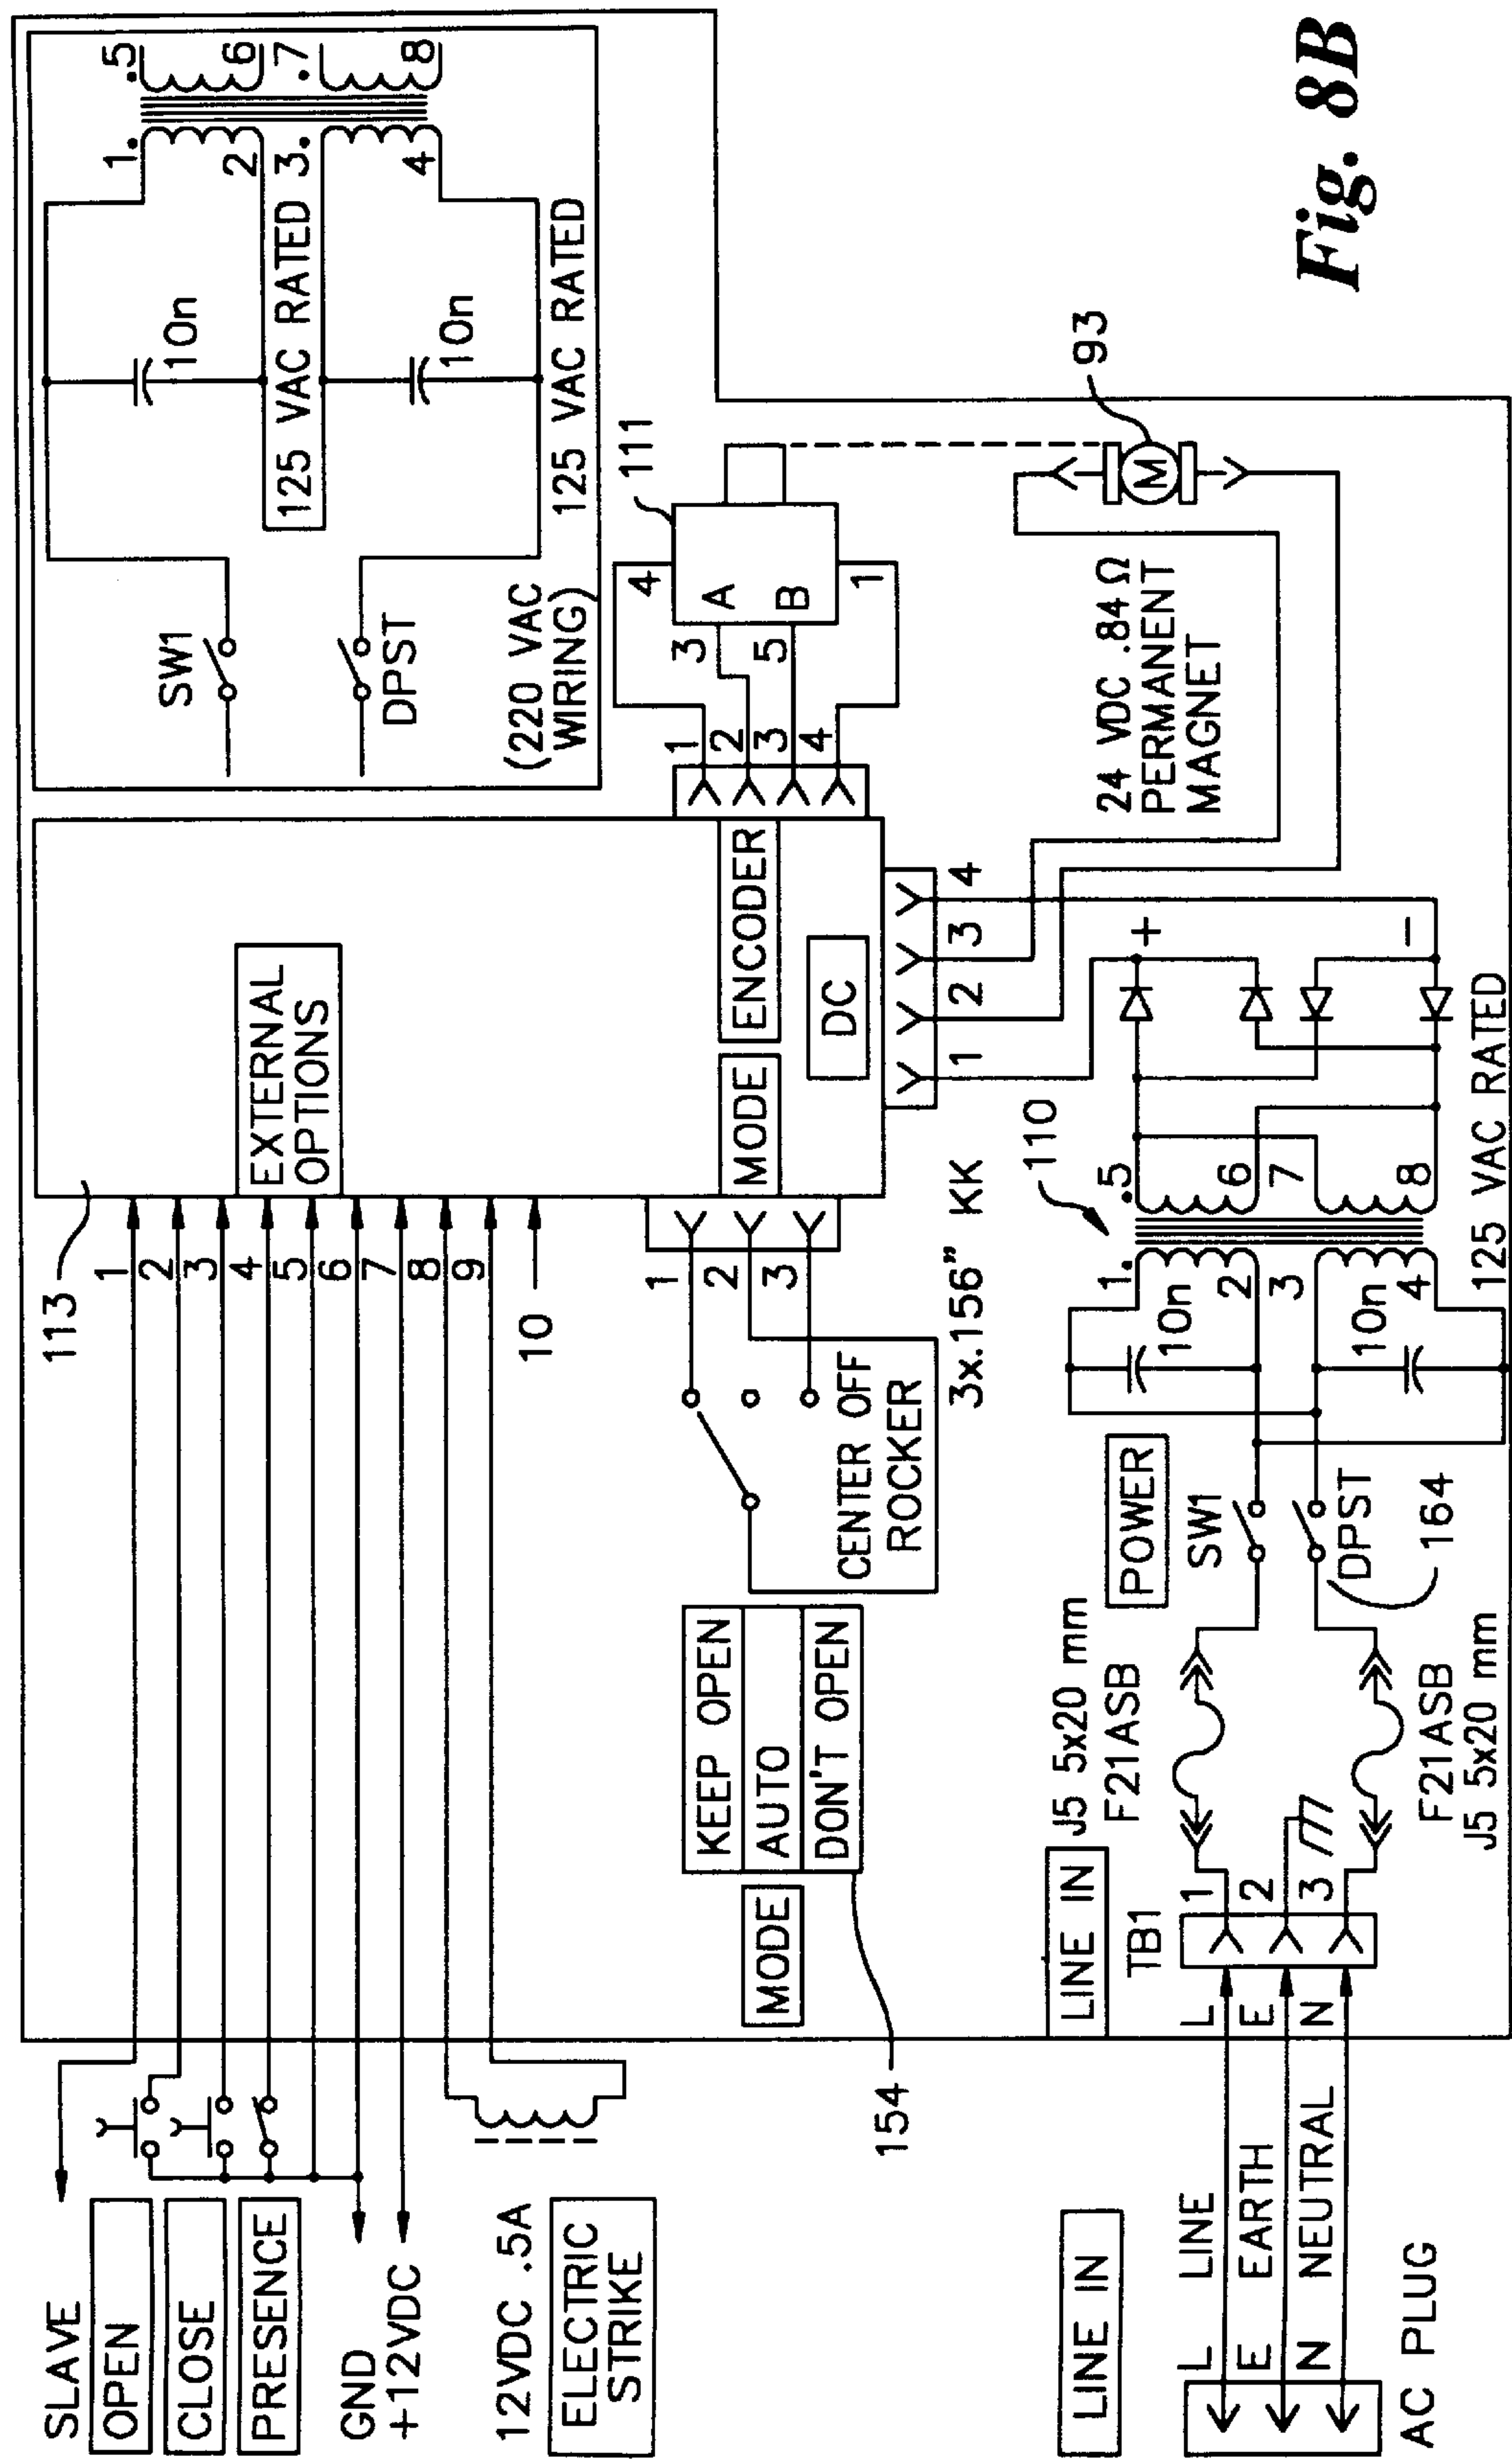 SLAVE
OPEN
CLOSE
PRESENCE
GND
+12VDC
12VDC .5A
ELECTRIC
STRIKE
113
1
2
3
4
5
6
7
8
9
10
EXTERNAL
OPTIONS
SW1
DPST
(220 VAC
WIRING)
10n
125 VAC RATED
10n
125 VAC RATED
1.
2
3.
4
.5
6
.7
8
154
MODE
KEEP OPEN
AUTO
DON'T OPEN
CENTER OFF
ROCKER
1
2
3
MODE
ENCODER
DC
3x.156" KK
1
2
3
4
1
2
3
4
3
5
4
1
A
B
111
24 VDC .84 Ω
PERMANENT
MAGNET
M
93
LINE IN
L LINE
E EARTH
N NEUTRAL
AC PLUG
L
E
N
LINE IN
TB1
1
2
3
J5 5x20 mm
F21ASB
F21ASB
J5 5x20 mm
POWER
SW1
DPST
164
10n
10n
110
1.
2
3
4
.5
6
7
8
125 VAC RATED
+
−
Fig. 8B